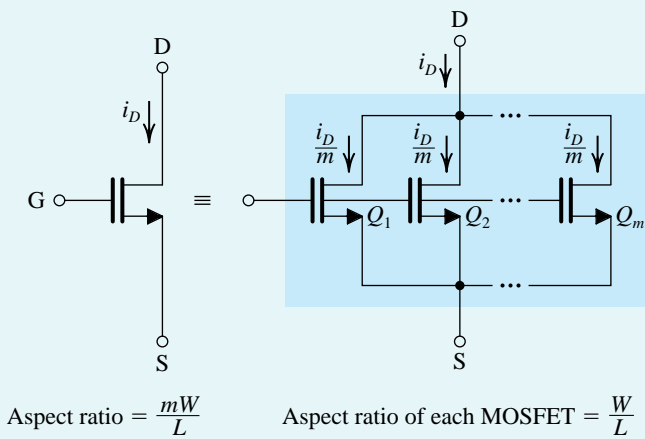 D
D
i_D
i_D
i_D/m
i_D/m
...
i_D/m
G
≡
...
Q_1
Q_2
Q_m
...
S
S
Aspect ratio = mW/L
Aspect ratio of each MOSFET = W/L